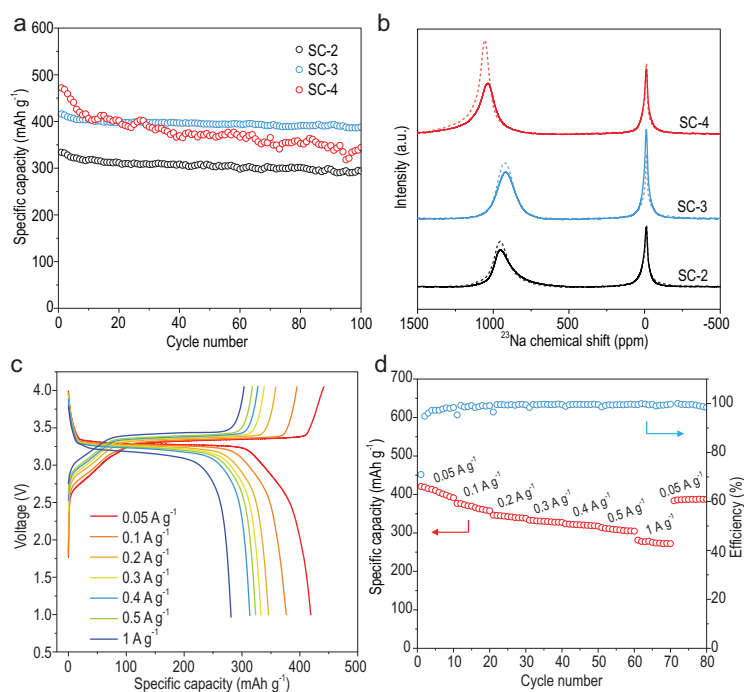 a
SC-2
SC-3
SC-4
600
500
400
300
200
100
0
0
20
40
60
80
100
Specific capacity (mAh g⁻¹)
Cycle number
b
SC-4
SC-3
SC-2
Intensity (a.u.)
1500
1000
500
0
-500
²³Na chemical shift (ppm)
c
4.0
3.5
3.0
2.5
2.0
1.5
1.0
0.5
Voltage (V)
0.05 A g⁻¹
0.1 A g⁻¹
0.2 A g⁻¹
0.3 A g⁻¹
0.4 A g⁻¹
0.5 A g⁻¹
1 A g⁻¹
0
100
200
300
400
500
Specific capacity (mAh g⁻¹)
d
700
600
500
400
300
200
100
0
Specific capacity (mAh g⁻¹)
0.05 A g⁻¹
0.1 A g⁻¹
0.2 A g⁻¹
0.3 A g⁻¹
0.4 A g⁻¹
0.5 A g⁻¹
1 A g⁻¹
0.05 A g⁻¹
100
80
60
40
20
0
Efficiency (%)
0
10
20
30
40
50
60
70
80
Cycle number